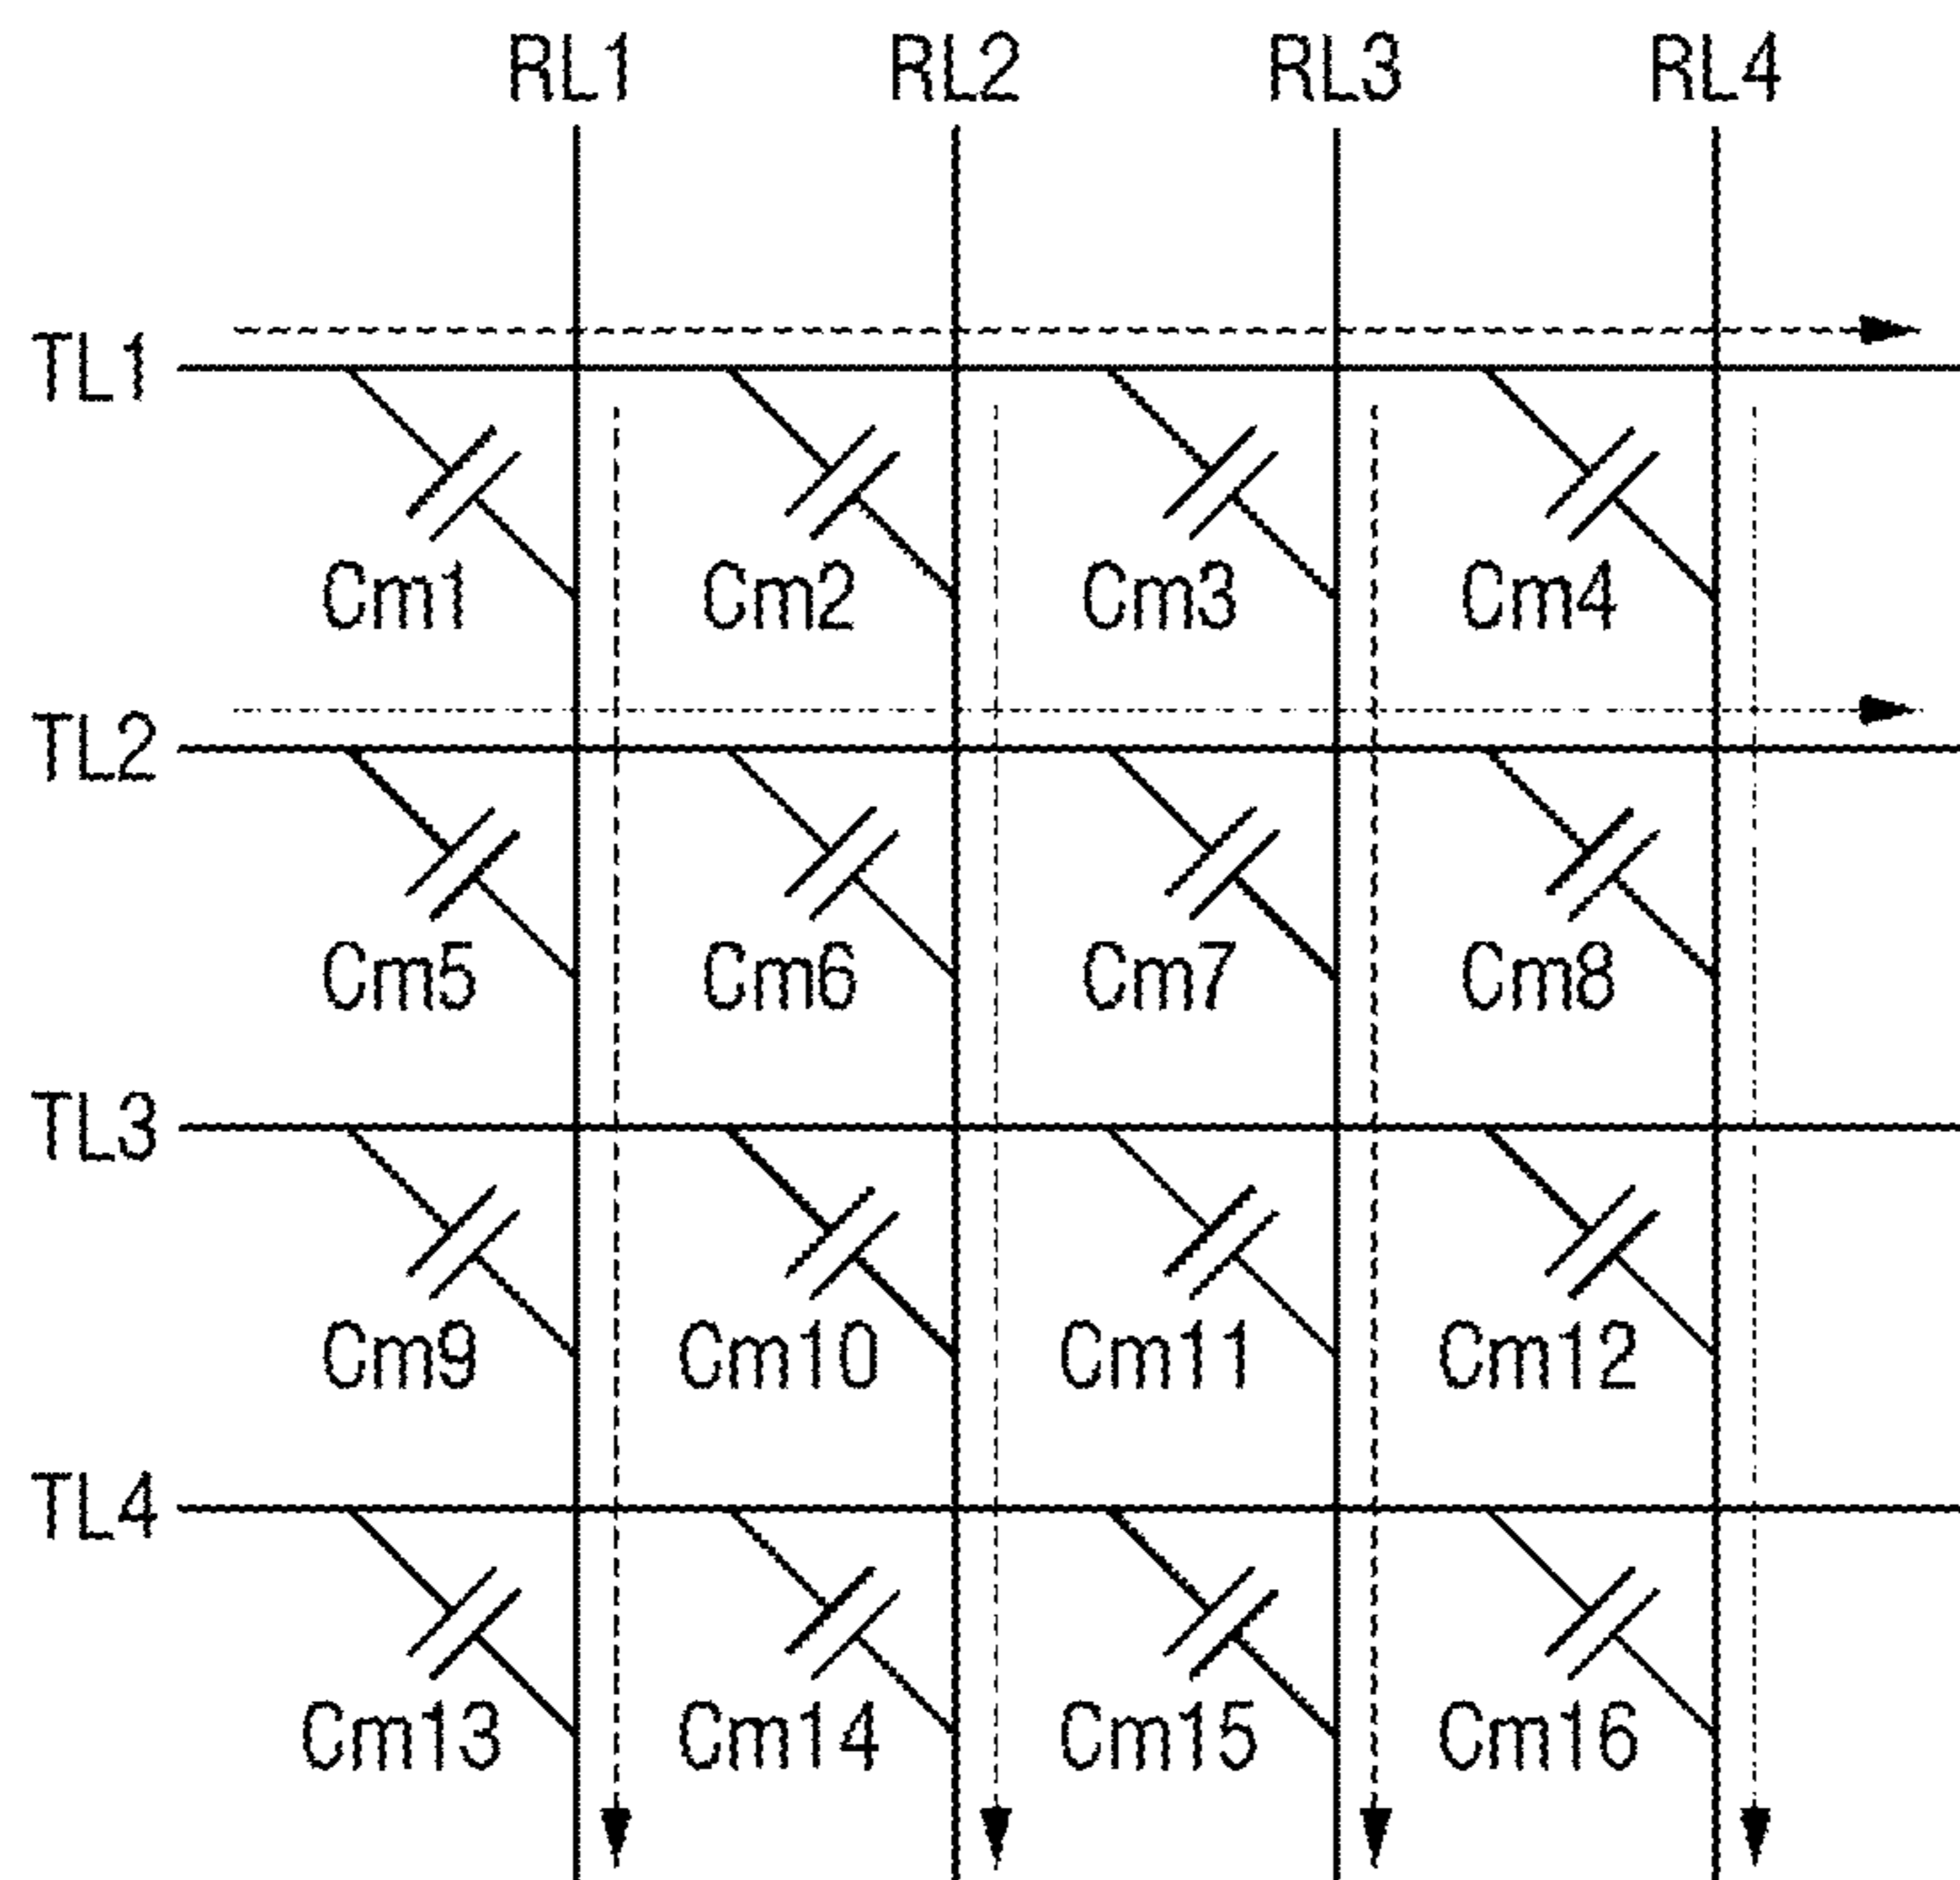 RL1 RL2 RL3 RL4
TL1
Cm1 Cm2 Cm3 Cm4
TL2
Cm5 Cm6 Cm7 Cm8
TL3
Cm9 Cm10 Cm11 Cm12
TL4
Cm13 Cm14 Cm15 Cm16